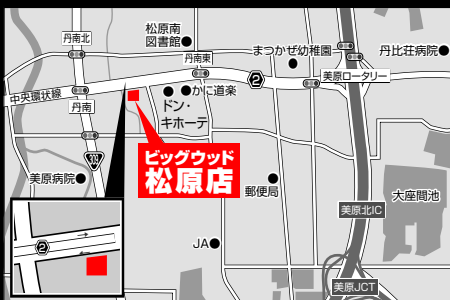 丹南北
松原南
図書館
丹南東
まつかぜ幼稚園
丹比荘病院
美原ロータリー
2
中央環状線
丹南
かに道楽
ドン・
キホーテ
ビッグウッド
松原店
309
美原病院
郵便局
大座間池
美原北IC
2
JA
美原JCT